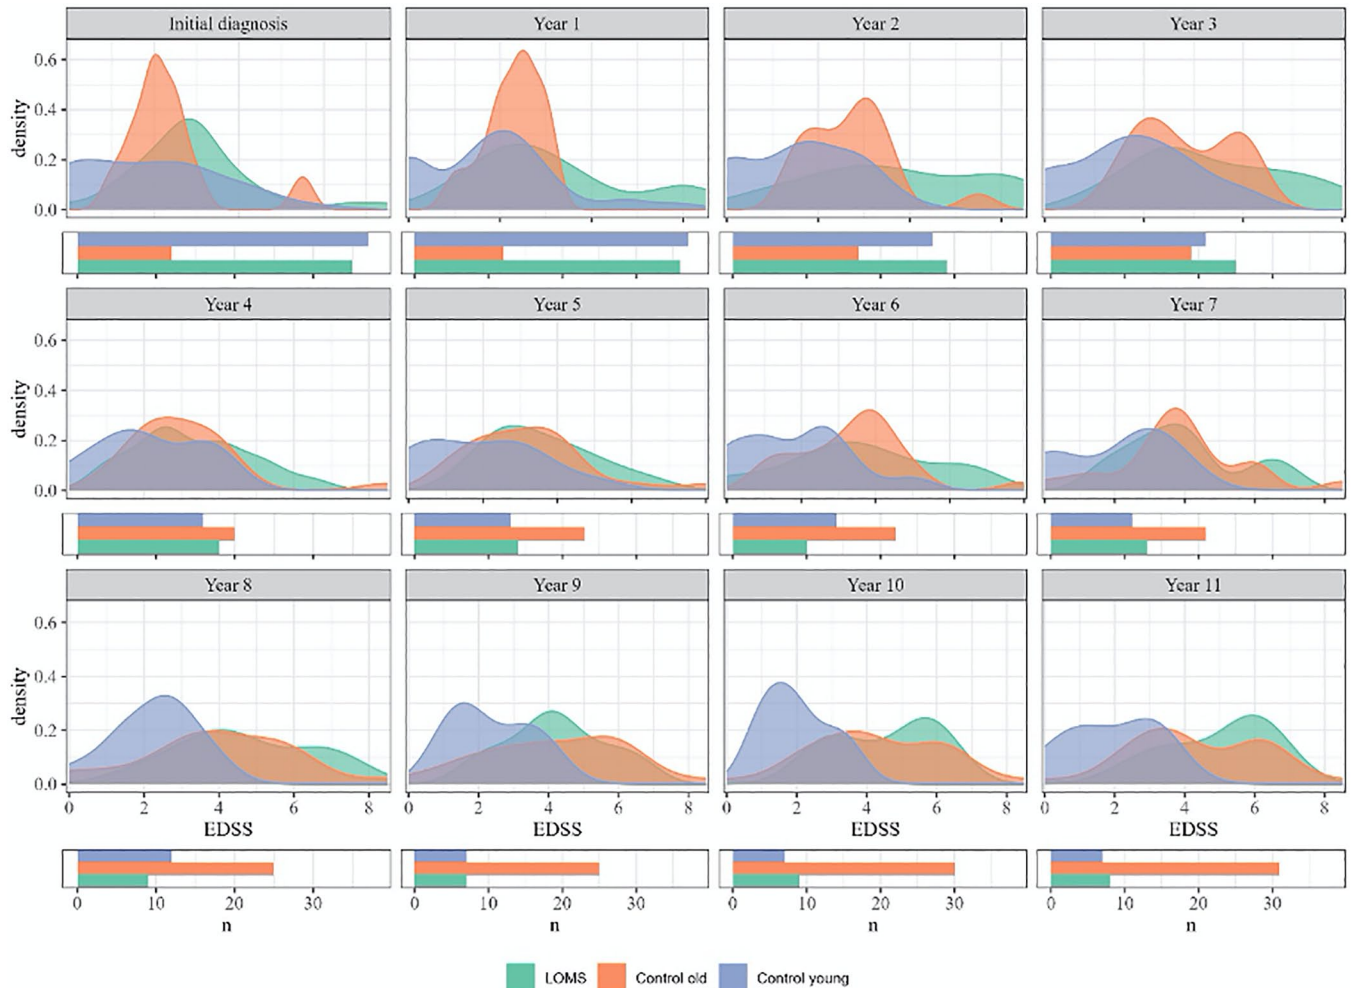 Initial diagnosis Year 1 Year 2 Year 3
0.6
0.4
0.2
0.0
density
Year 4 Year 5 Year 6 Year 7
0.6
0.4
0.2
0.0
density
Year 8 Year 9 Year 10 Year 11
0.6
0.4
0.2
0.0
density
0 2 4 6 8 0 2 4 6 8 0 2 4 6 8 0 2 4 6 8
EDSS EDSS EDSS EDSS
0 10 20 30 0 10 20 30 0 10 20 30 0 10 20 30
n n n n
LOMS Control old Control young